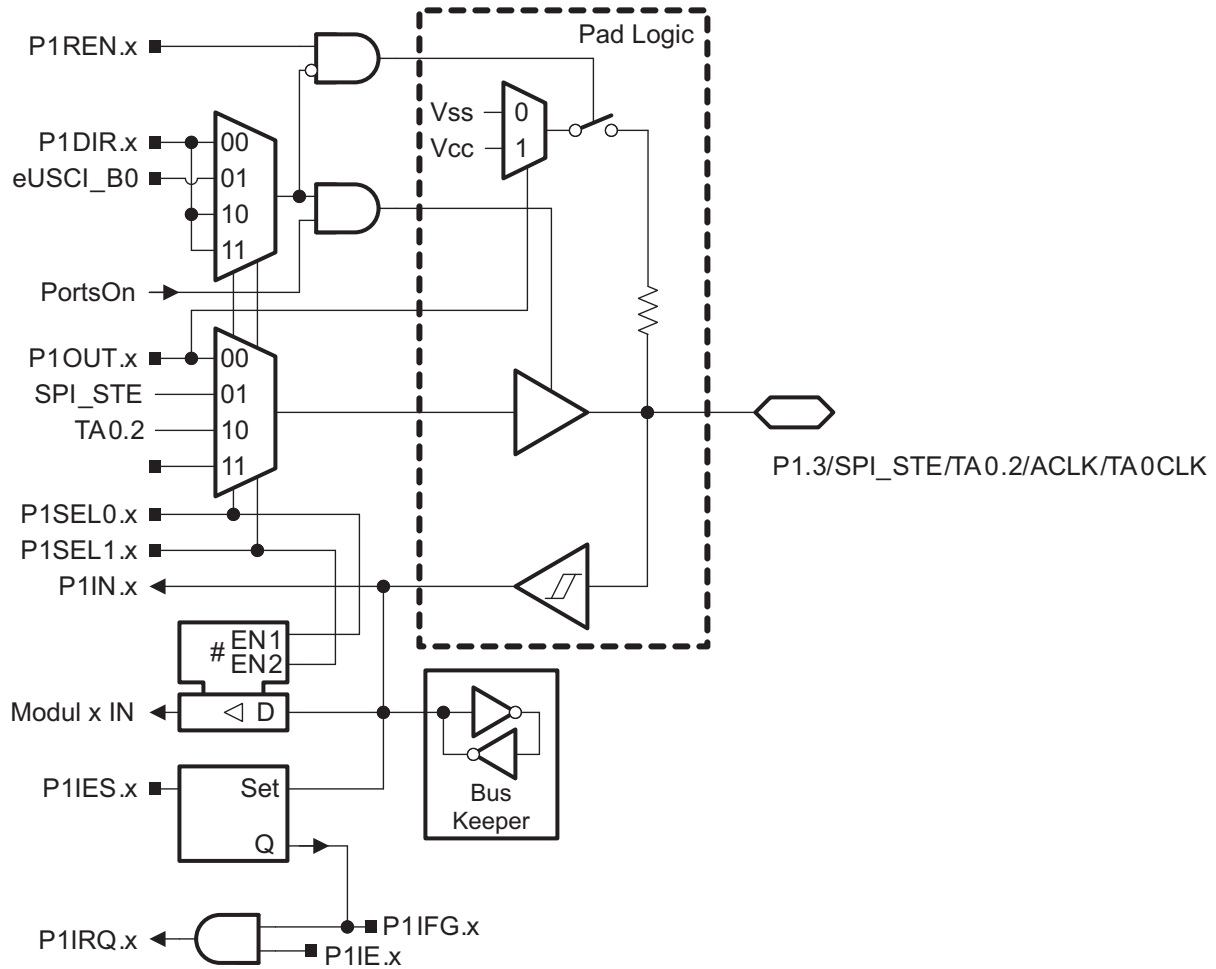 Pad Logic
P1REN.x
Vss
0
Vcc
1
P1DIR.x
00
eUSCI_B0
01
10
11
PortsOn
P1OUT.x
00
SPI_STE
01
TA0.2
10
11
P1.3/SPI_STE/TA0.2/ACLK/TA0CLK
P1SEL0.x
P1SEL1.x
P1IN.x
# EN1
EN2
Modul x IN
D
P1IES.x
Set
Q
Bus
Keeper
P1IRQ.x
P1IFG.x
P1IE.x